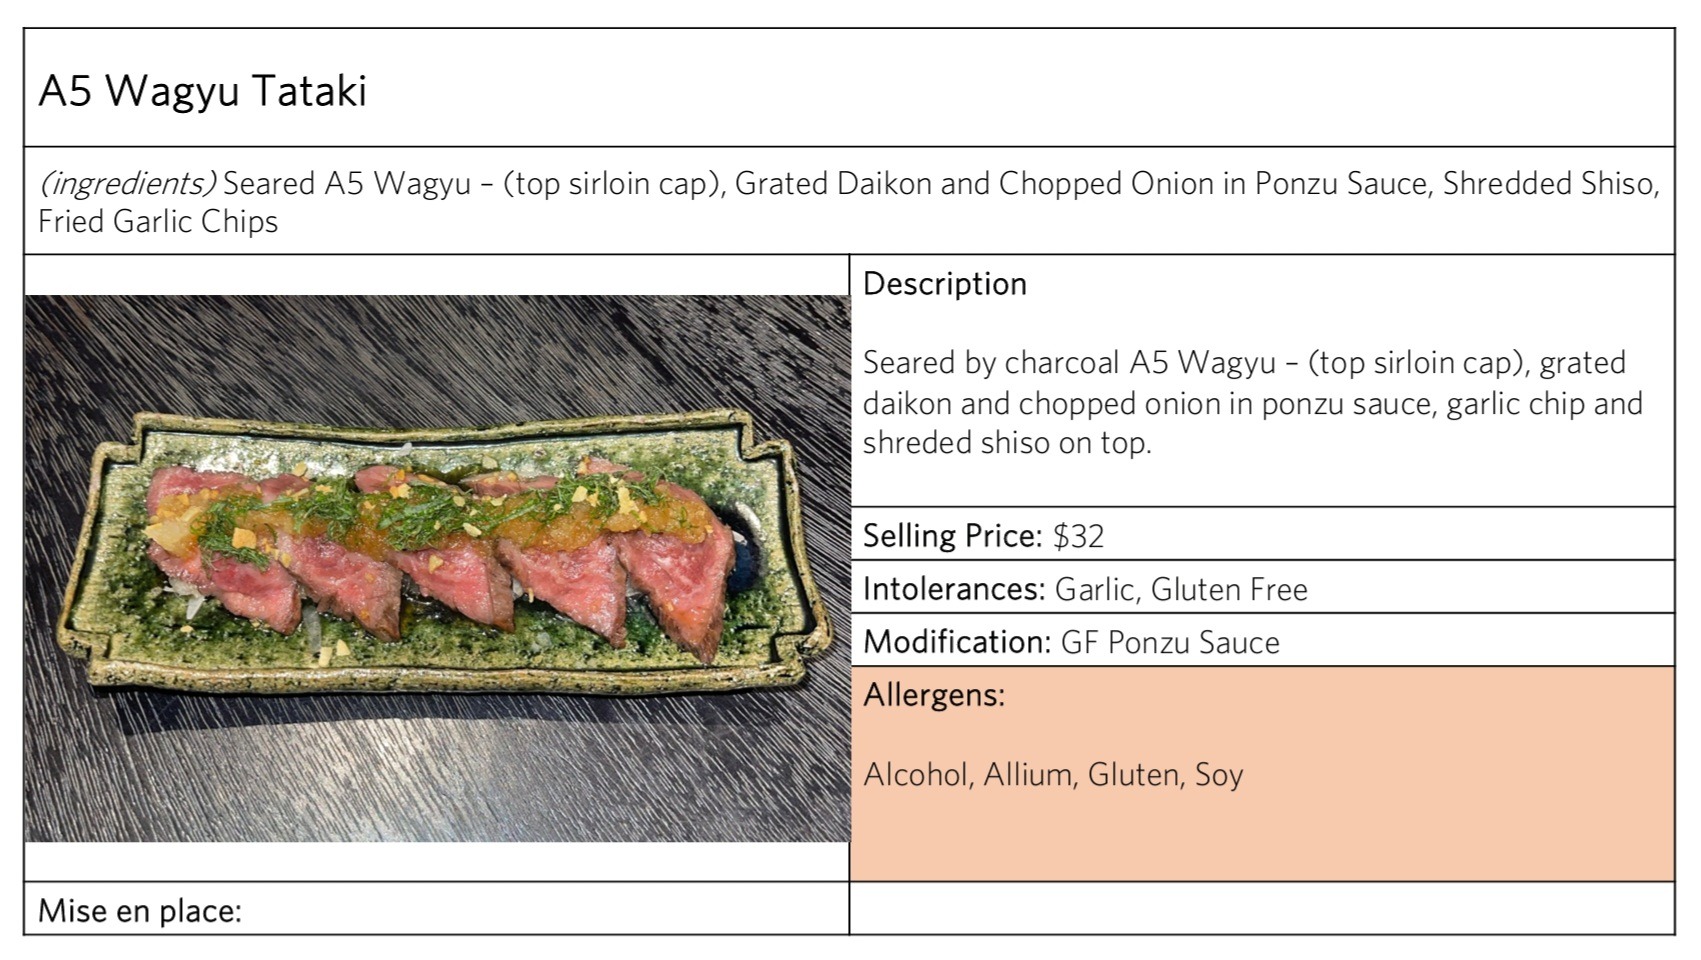 A5 Wagyu Tataki
(ingredients) Seared A5 Wagyu – (top sirloin cap), Grated Daikon and Chopped Onion in Ponzu Sauce, Shredded Shiso,
Fried Garlic Chips
Description
Seared by charcoal A5 Wagyu – (top sirloin cap), grated
daikon and chopped onion in ponzu sauce, garlic chip and
shreded shiso on top.
Selling Price: $32
Intolerances: Garlic, Gluten Free
Modification: GF Ponzu Sauce
Allergens:
Alcohol, Allium, Gluten, Soy
Mise en place: